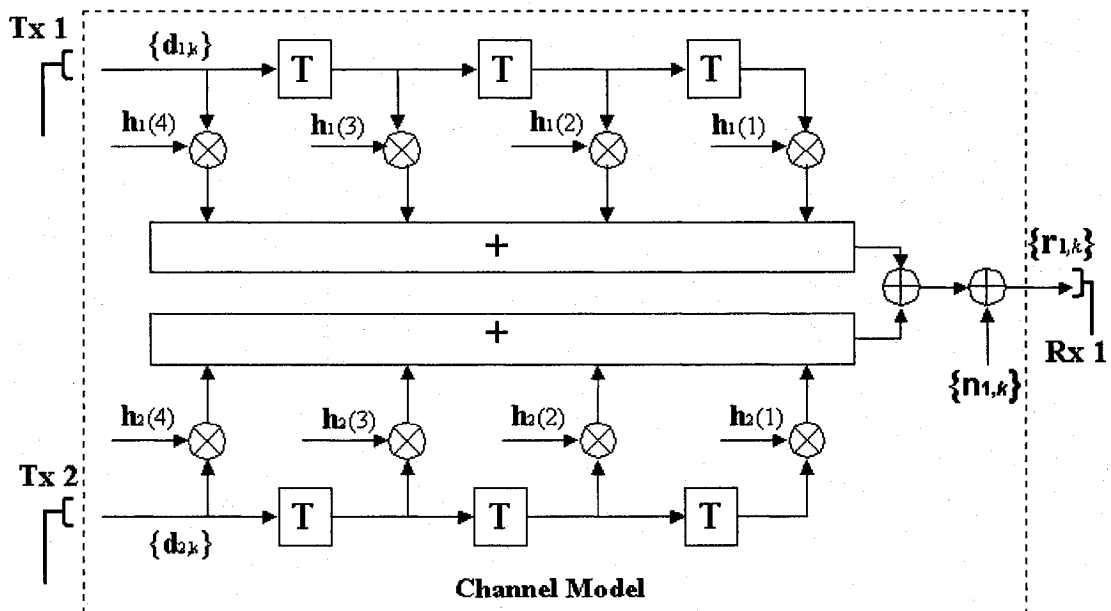 Tx 1
{d1,k}
T T T
h1(4) h1(3) h1(2) h1(1)
+
{r1,k}
+
Rx 1
{n1,k}
h2(4) h2(3) h2(2) h2(1)
Tx 2
T T T
{d2,k}
Channel Model